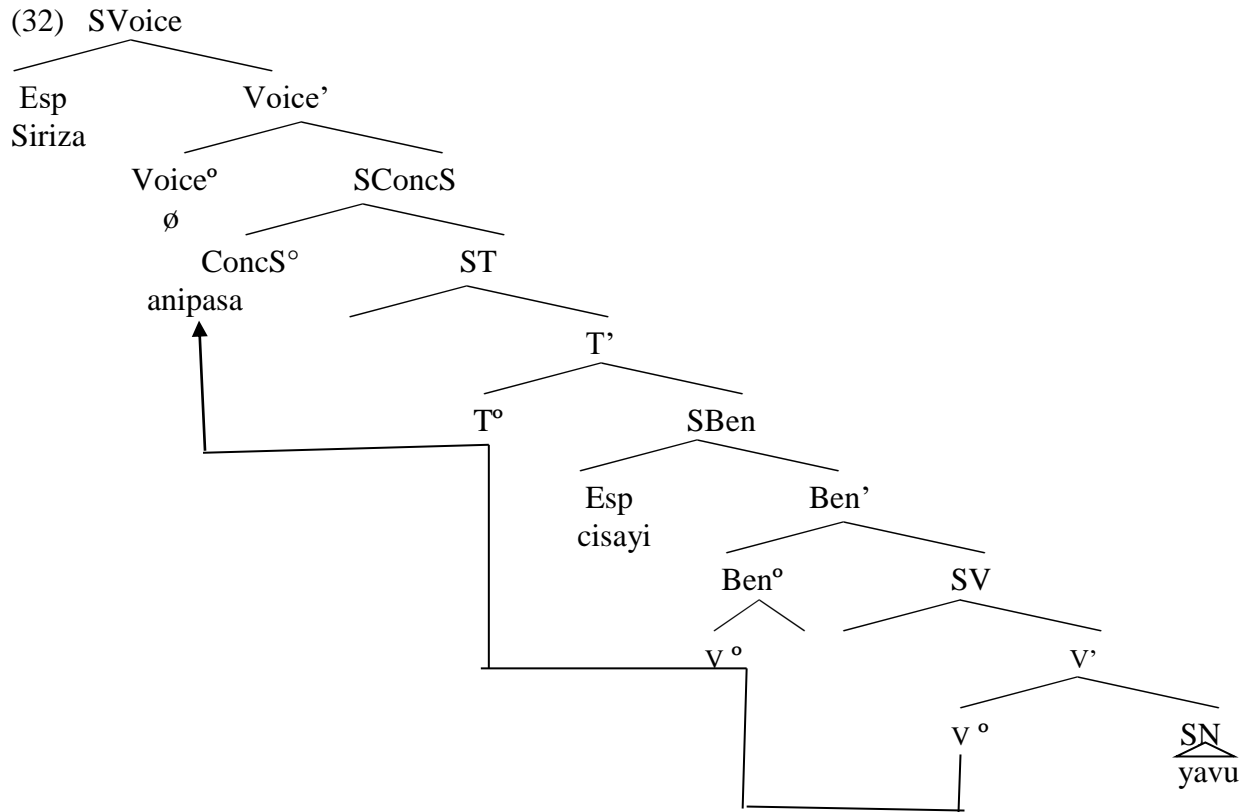 (32) SVoice
Esp Voice’
Siriza
Voiceº SConcS
ø
ConcS° ST
anipasa
T’
Tº SBen
Esp Ben’
cisayi
Benº SV
V º V’
V º SN
yavu